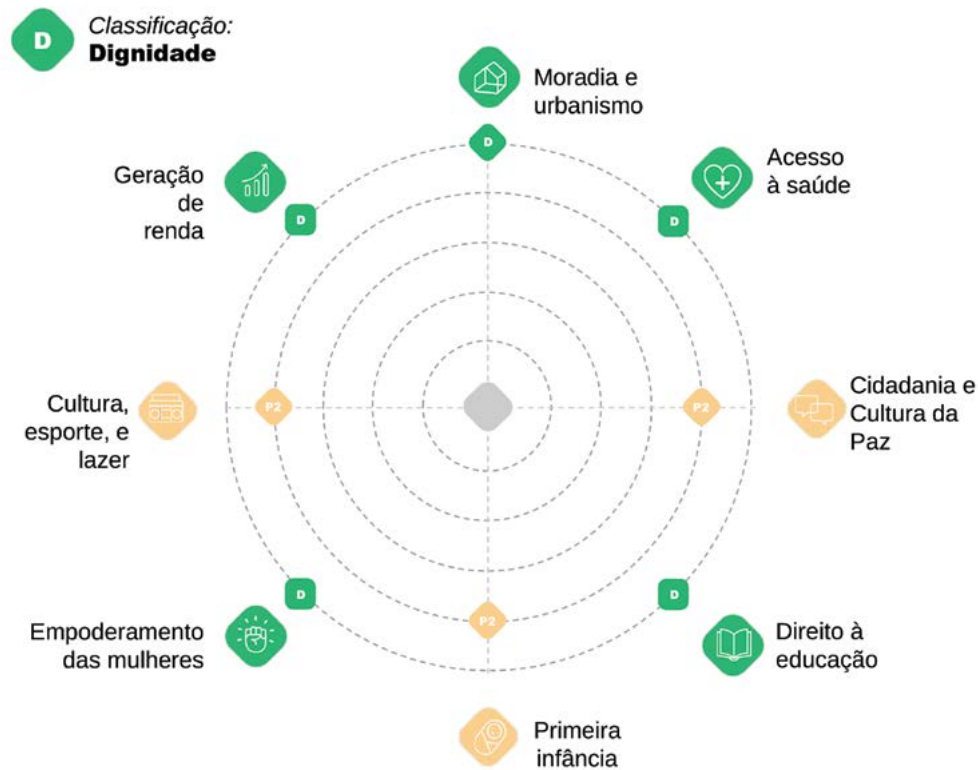 D
Classificação:
Dignidade
Moradia e
urbanismo
D
Geração
de
renda
D
Acesso
à saúde
D
Cultura,
esporte, e
lazer
P2
P2
Cidadania e
Cultura da
Paz
D
Empoderamento
das mulheres
P2
D
Direito à
educação
Primeira
infância